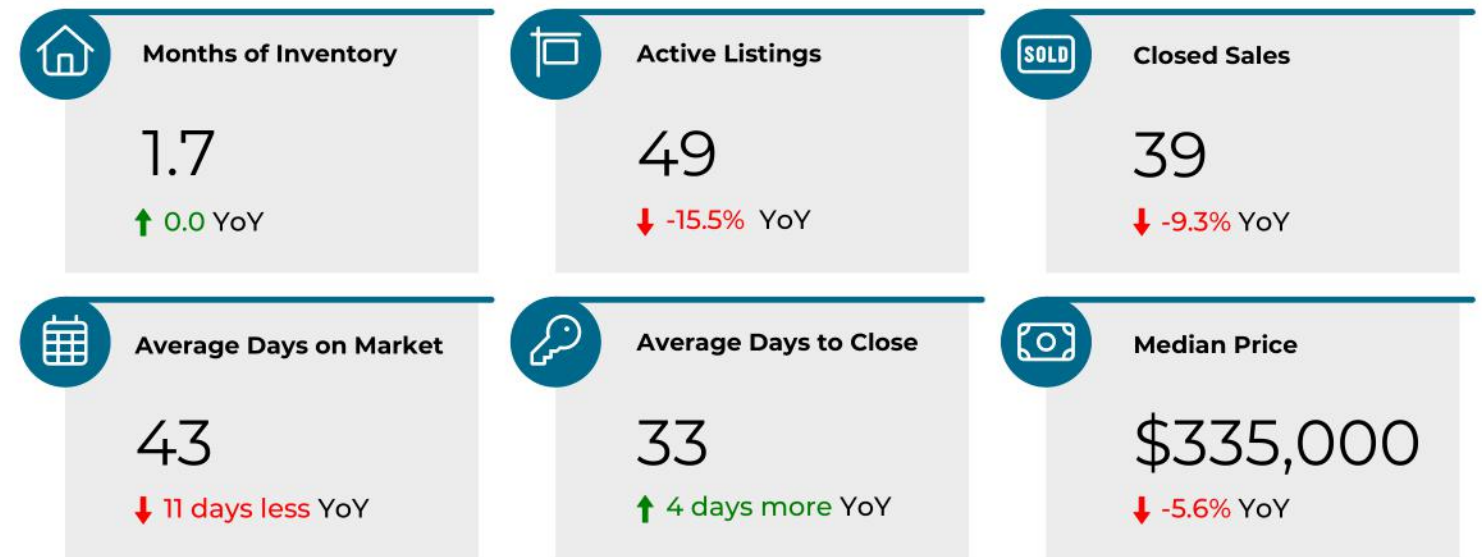 Months of Inventory
1.7
0.0 YoY
Active Listings
49
-15.5% YoY
SOLD
Closed Sales
39
-9.3% YoY
Average Days on Market
43
11 days less YoY
Average Days to Close
33
4 days more YoY
Median Price
$335,000
-5.6% YoY